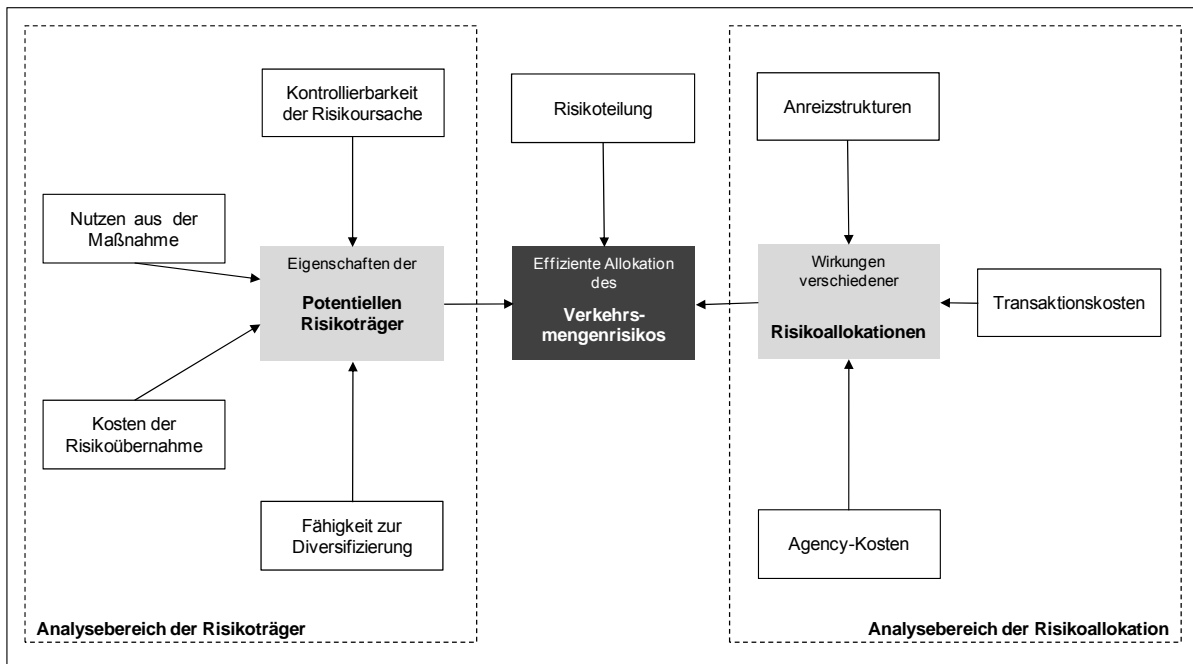 Kontrollierbarkeit
der Risikoursache
Risikoteilung
Anreizstrukturen
Nutzen aus der
Maßnahme
Eigenschaften der
Potentiellen
Risikoträger
Effiziente Allokation
des
Verkehrs-
mengenrisikos
Wirkungen
verschiedener
Risikoallokationen
Transaktionskosten
Kosten der
Risikoübernahme
Fähigkeit zur
Diversifizierung
Agency-Kosten
Analysebereich der Risikoträger
Analysebereich der Risikoallokation